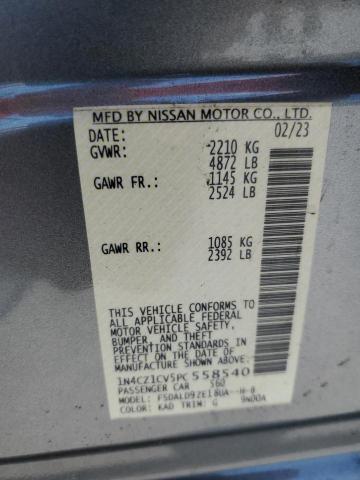 MFD BY NISSAN MOTOR CO., LTD.
DATE: 02/23
GVWR: 2210 KG
4872 LB
GAWR FR.: 1145 KG
2524 LB
GAWR RR.: 1085 KG
2392 LB
THIS VEHICLE CONFORMS TO
ALL APPLICABLE FEDERAL
MOTOR VEHICLE SAFETY,
BUMPER, AND THEFT
PREVENTION STANDARDS IN
EFFECT ON THE DATE OF
MANUFACTURE SHOWN ABOVE.
1N4CZ1CV5PC558540
PASSENGER CAR 560
MODEL:
COLOR: KAD TRIM: G